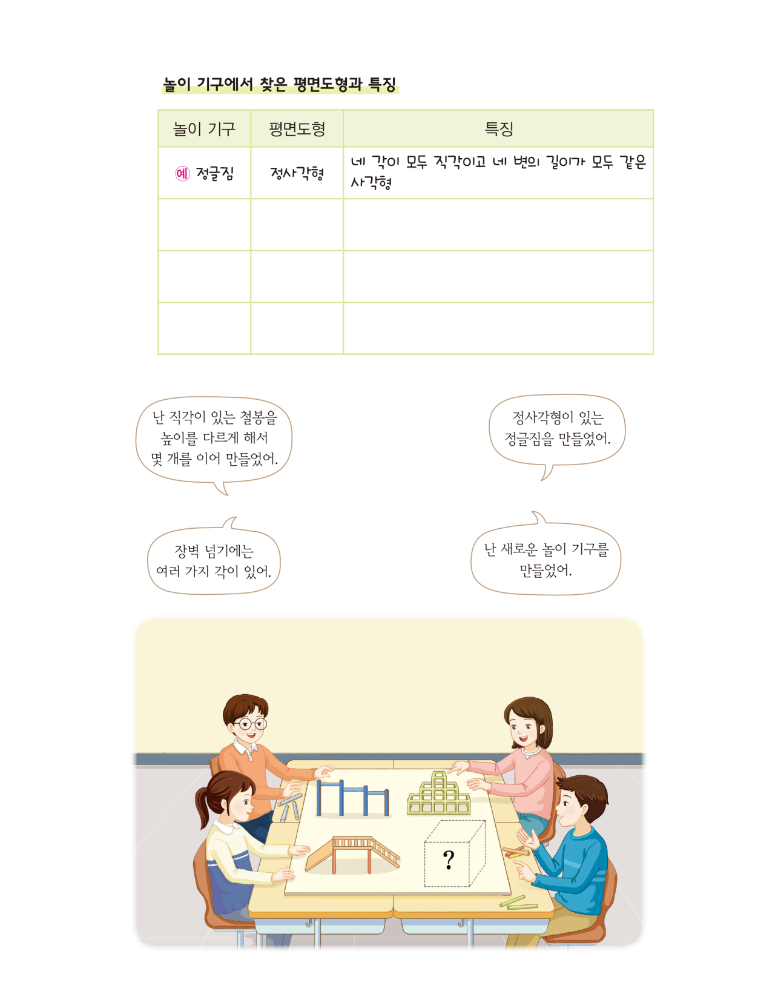 놀이 기구에서 찾은 평면도형과 특징
놀이 기구 평면도형 특징
예 정글짐 정사각형 네 각이 모두 직각이고 네 변의 길이가 모두 같은
사각형
난 직각이 있는 철봉을
높이를 다르게 해서
몇 개를 이어 만들었어.
정사각형이 있는
정글짐을 만들었어.
장벽 넘기에는
여러 가지 각이 있어.
난 새로운 놀이 기구를
만들었어.
?